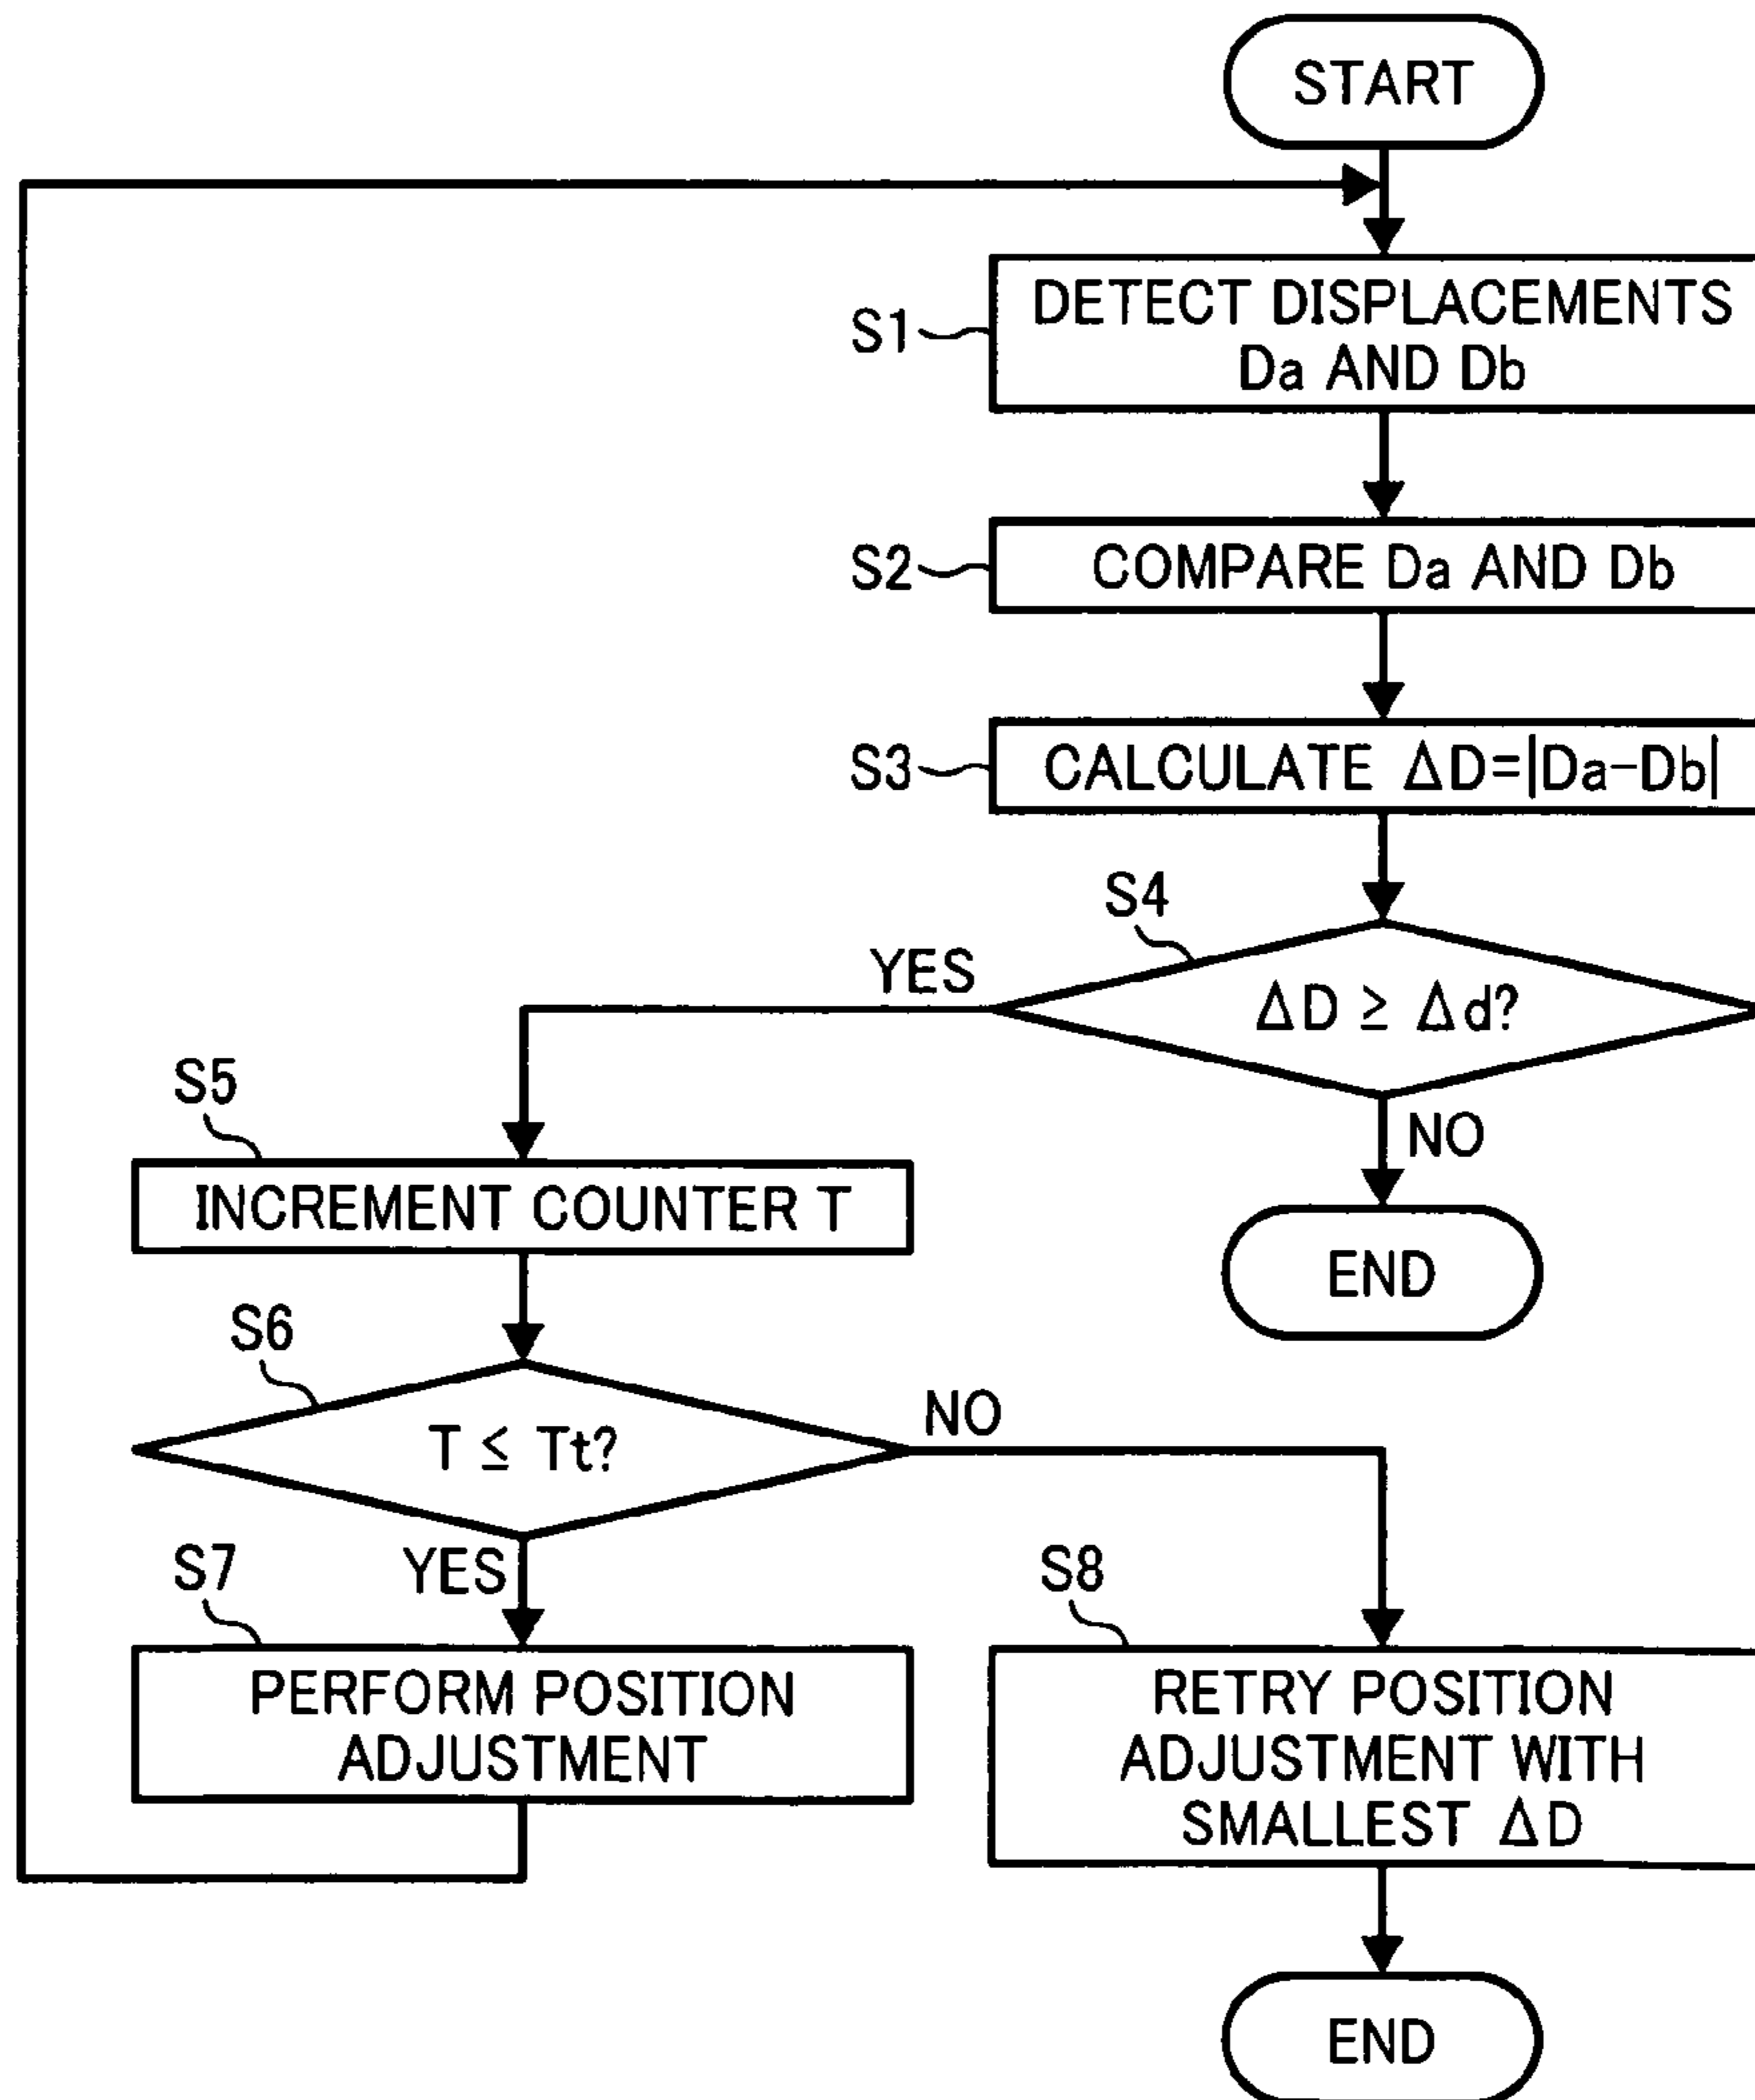 START
S1
DETECT DISPLACEMENTS
Da AND Db
S2
COMPARE Da AND Db
S3
CALCULATE ΔD=|Da-Db|
S4
YES
ΔD ≥ Δd?
NO
END
S5
INCREMENT COUNTER T
S6
T ≤ Tt?
NO
YES
S7
PERFORM POSITION
ADJUSTMENT
S8
RETRY POSITION
ADJUSTMENT WITH
SMALLEST ΔD
END